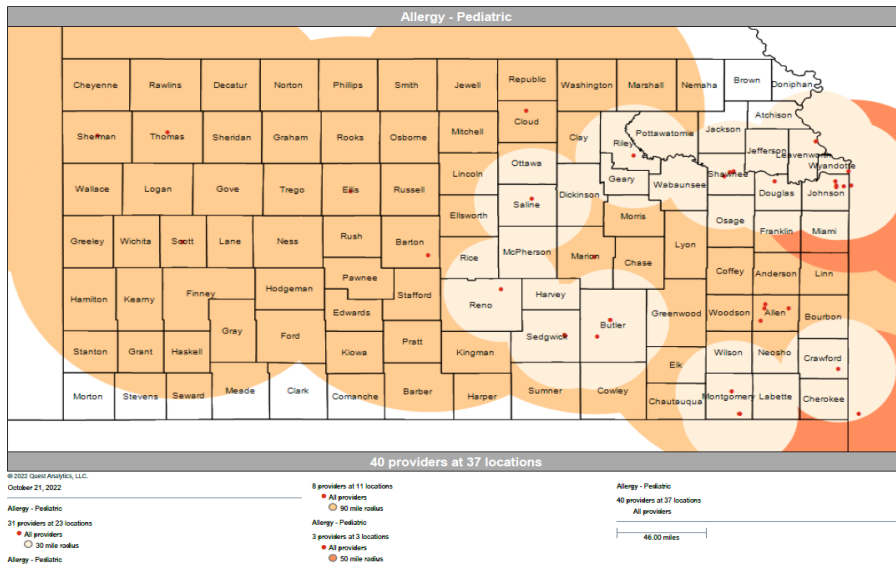 Allergy - Pediatric
Cheyenne Rawlins Decatur Norton Phillips Smith Jewell Republic Washington Marshall Nemaha Brown Doniphan
Sherman Thomas Sheridan Graham Rooks Osborne Mitchell Cloud Clay Riley Pottawatomie Jackson Atchison
Jefferson Leavenworth
Wyandotte
Wallace Logan Gove Trego Ellis Russell Lincoln Ottawa Dickinson Geary Wabaunsee Shawnee Douglas Johnson
Ellsworth Saline Morris Osage Franklin Miami
Greeley Wichita Scott Lane Ness Rush Barton Rice McPherson Marion Chase Lyon
Coffey Anderson Linn
Hamilton Kearny Finney Hodgeman Pawnee Stafford Reno Harvey
Edwards Greenwood Woodson Allen Bourbon
Gray Ford Sedgwick Butler
Stanton Grant Haskell Kiowa Pratt Kingman Elk Wilson Neosho Crawford
Morton Stevens Seward Meade Clark Comanche Barber Harper Sumner Cowley Chautauqua Montgomery Labette Cherokee
40 providers at 37 locations
© 2022 Quest Analytics, LLC.
October 21, 2022
Allergy - Pediatric
31 providers at 23 locations
All providers
30 mile radius
Allergy - Pediatric
8 providers at 11 locations
All providers
90 mile radius
Allergy - Pediatric
3 providers at 3 locations
All providers
50 mile radius
Allergy - Pediatric
40 providers at 37 locations
All providers
46.00 miles